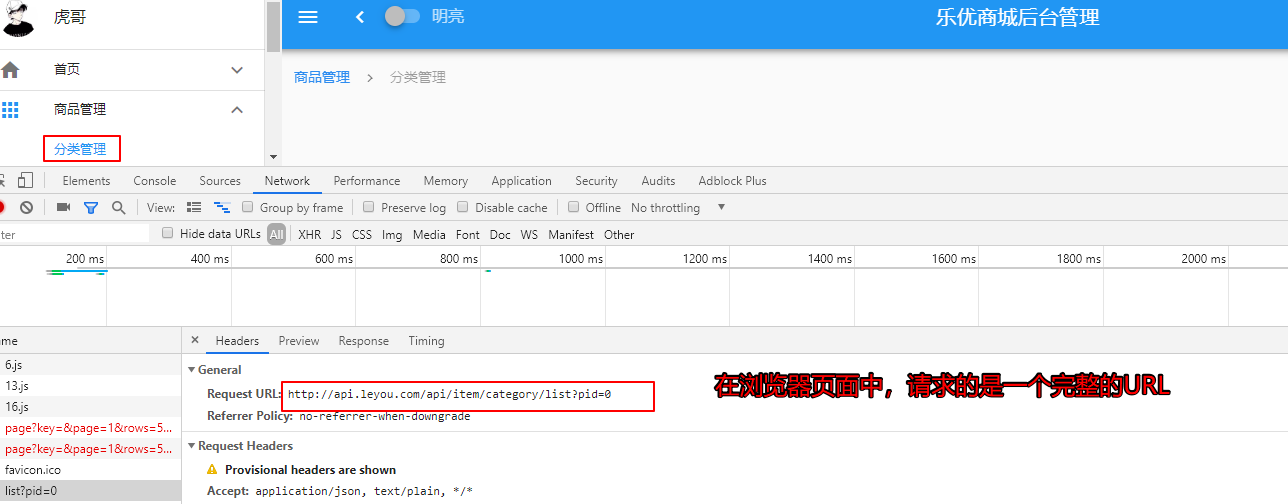 虎哥
明亮
乐优商城后台管理
首页
商品管理
分类管理
商品管理 > 分类管理
Elements Console Sources Network Performance Memory Application Security Audits Adblock Plus
View: Group by frame Preserve log Disable cache Offline No throttling
ter Hide data URLs All XHR JS CSS Img Media Font Doc WS Manifest Other
200 ms 400 ms 600 ms 800 ms 1000 ms 1200 ms 1400 ms 1600 ms 1800 ms 2000 ms
me
6.js
13.js
16.js
page?key=&page=1&rows=5...
page?key=&page=1&rows=5...
favicon.ico
list?pid=0
× Headers Preview Response Timing
General
Request URL: http://api.leyou.com/api/item/category/list?pid=0
Referrer Policy: no-referrer-when-downgrade
在浏览器页面中，请求的是一个完整的URL
Request Headers
Provisional headers are shown
Accept: application/json, text/plain, */*